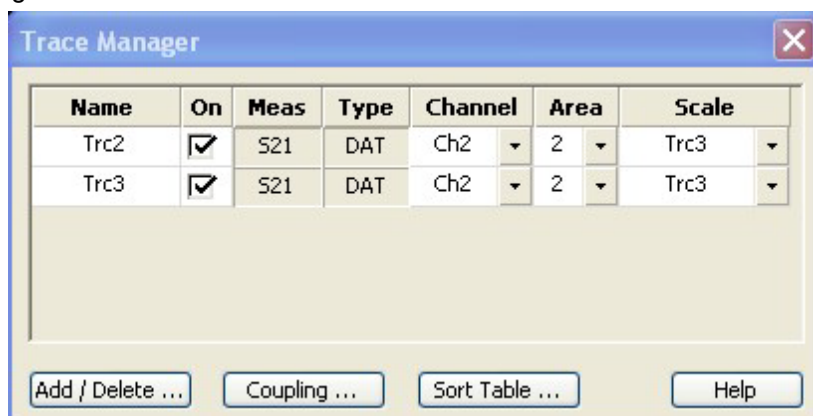 Trace Manager
Name On Meas Type Channel Area Scale
Trc2 S21 DAT Ch2 2 Trc3
Trc3 S21 DAT Ch2 2 Trc3
Add / Delete ... Coupling ... Sort Table ... Help